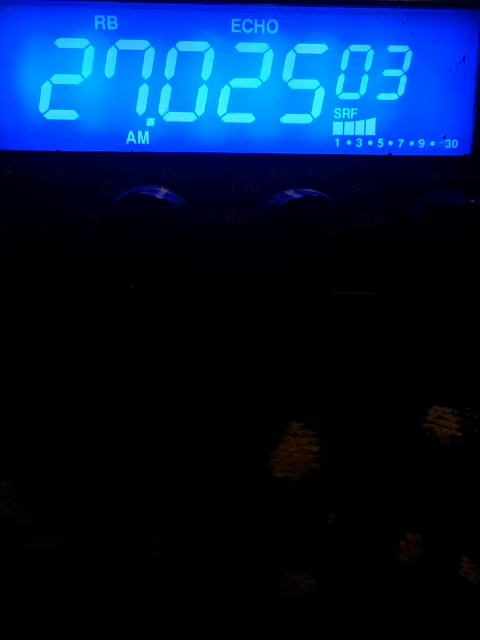 RB ECHO
27.025 03
SRF
AM
1 • 3 • 5 • 7 • 9 • 30